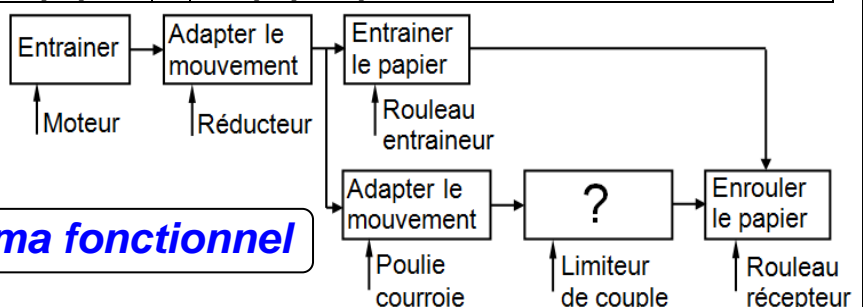 Entrainer
Adapter le
mouvement
Entrainer
le papier
Moteur
Réducteur
Rouleau
entraineur
Adapter le
mouvement
?
Enrouler
le papier
ma fonctionnel
Poulie
courroie
Limiteur
de couple
Rouleau
récepteur